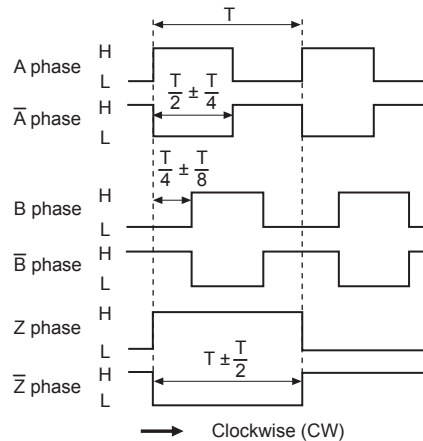 T
H
A phase
L
H
A̅ phase
L
T/2 ± T/4
T/4 ± T/8
H
B phase
L
H
B̅ phase
L
H
Z phase
L
H
Z̅ phase
L
T ± T/2
Clockwise (CW)